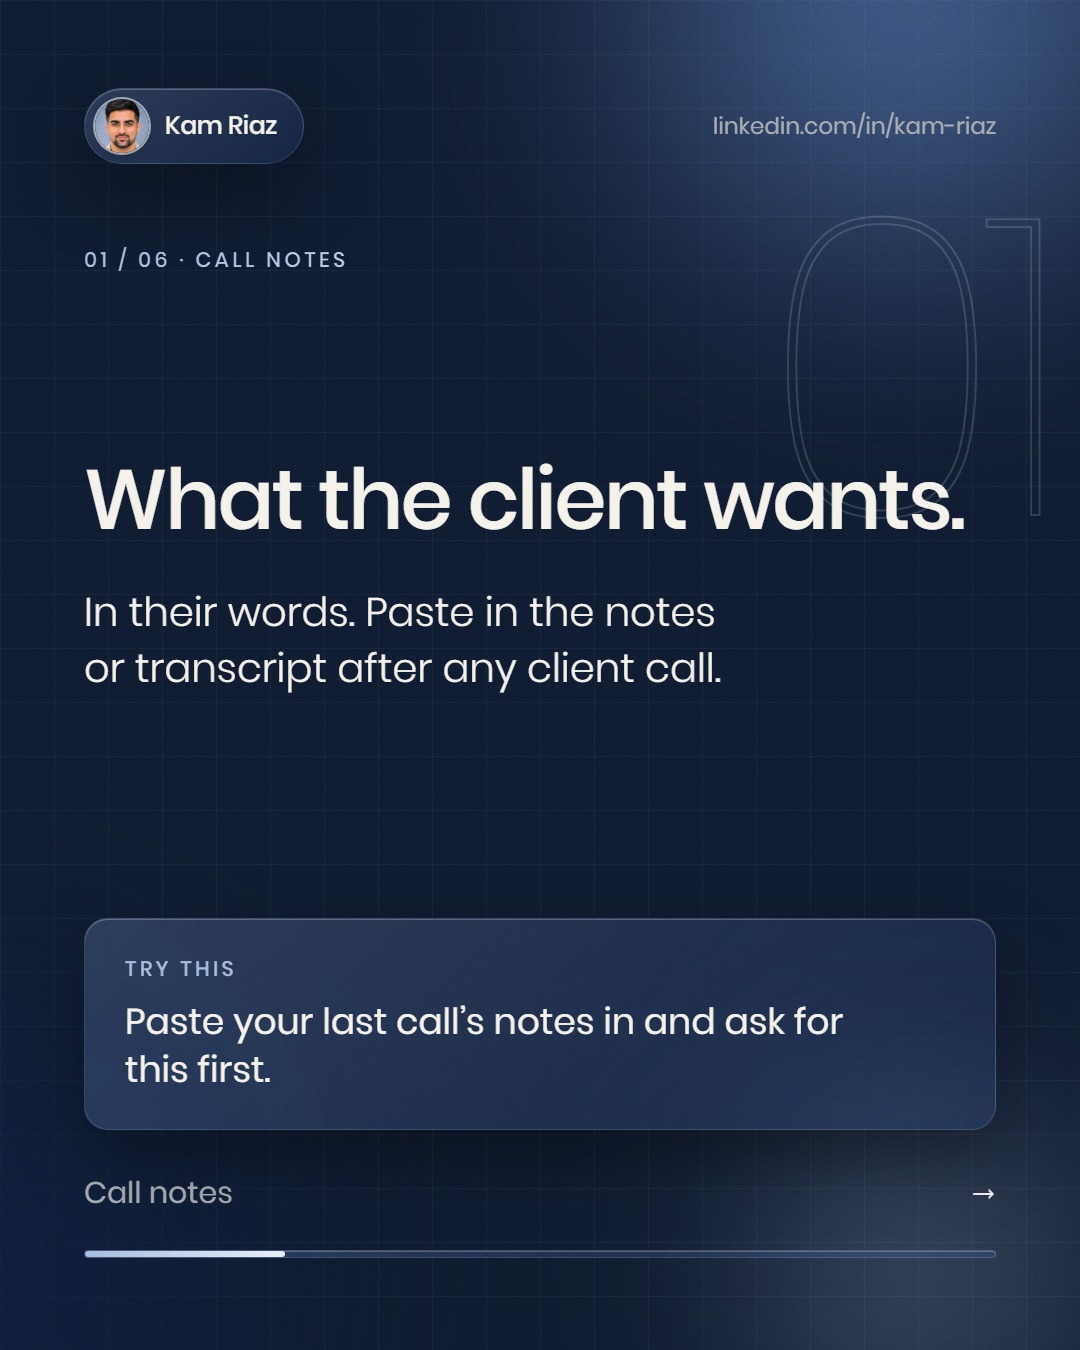 Kam Riaz
linkedin.com/in/kam-riaz
01 / 06 · CALL NOTES
01
What the client wants.
In their words. Paste in the notes
or transcript after any client call.
TRY THIS
Paste your last call’s notes in and ask for
this first.
Call notes →